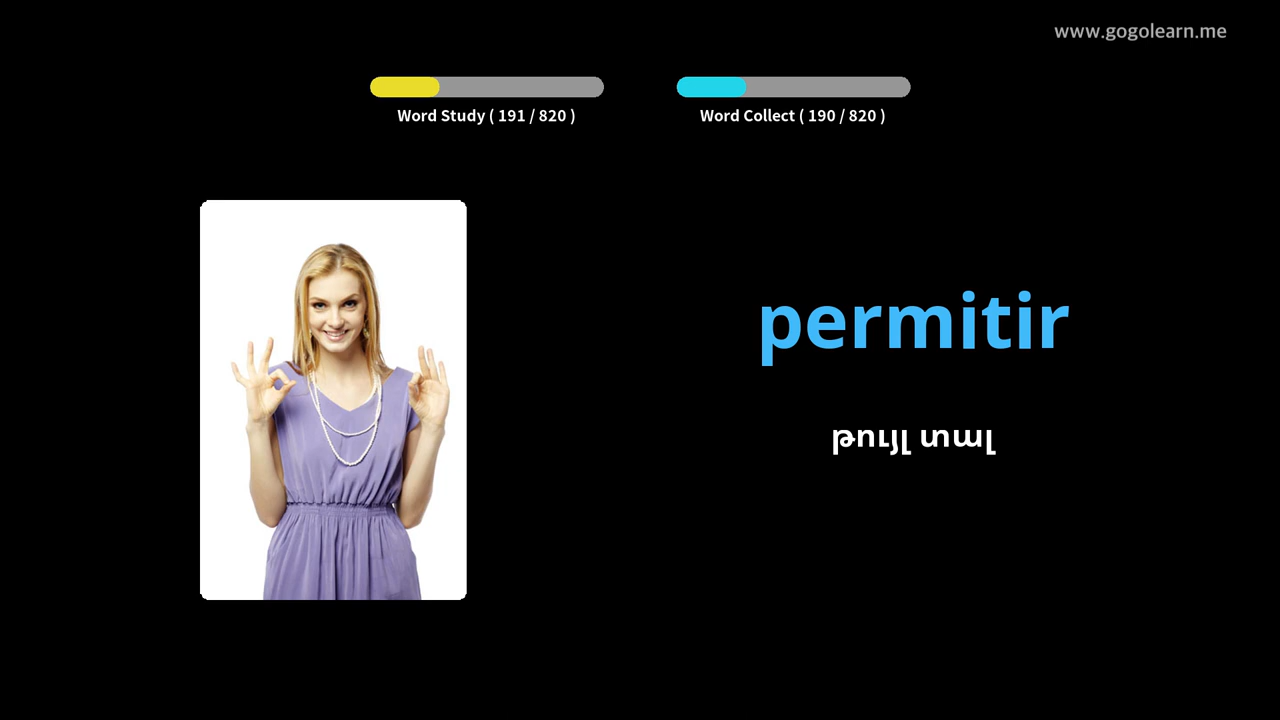 www.gogolearn.me
Word Study ( 191 / 820 )
Word Collect ( 190 / 820 )
permitir
թույլ տալ